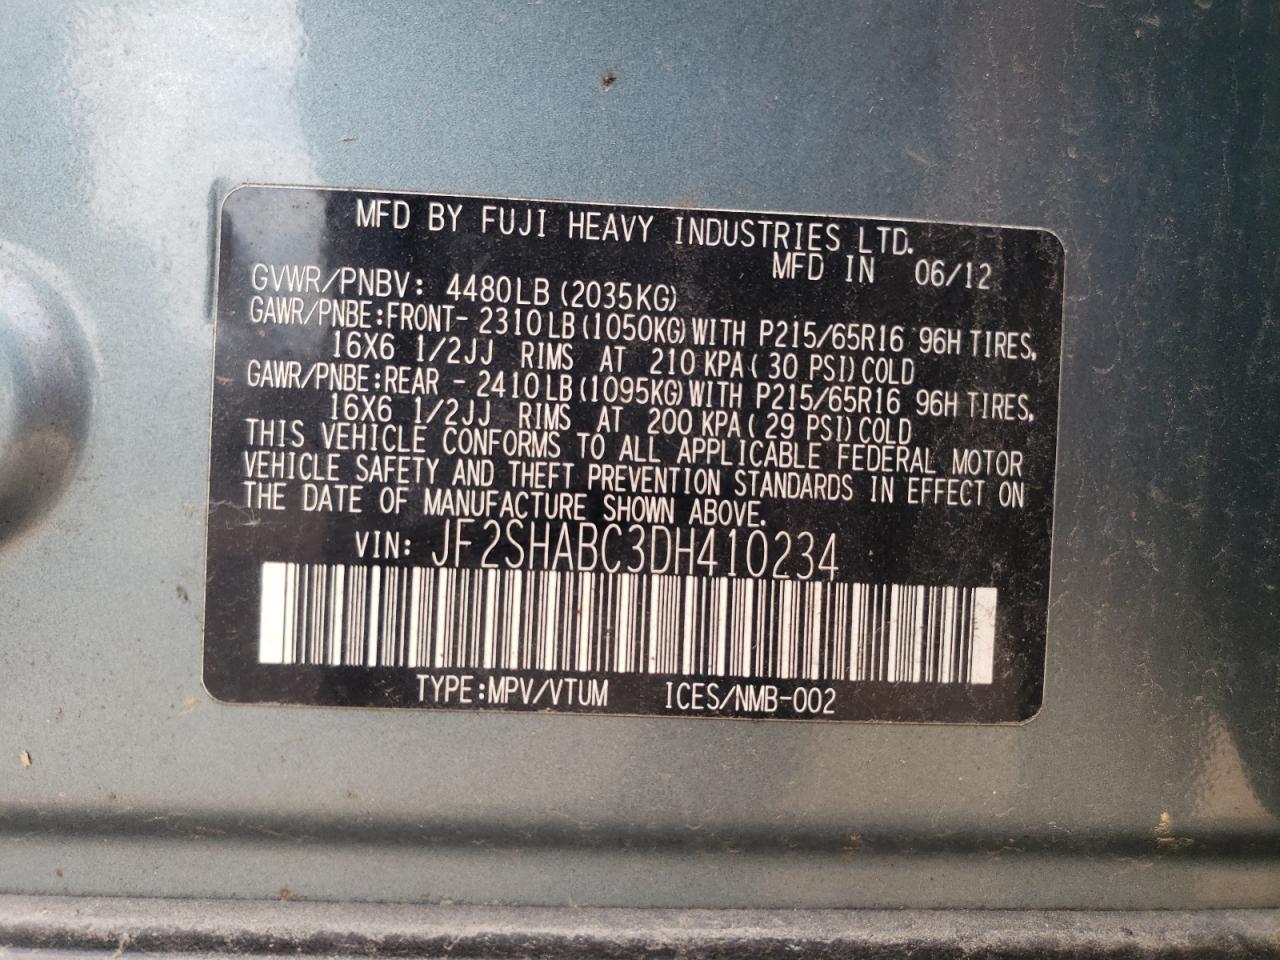 MFD BY FUJI HEAVY INDUSTRIES LTD.
MFD IN 06/12
GVWR/PNBV: 4480LB (2035KG)
GAWR/PNBE:FRONT- 2310LB(1050KG)WITH P215/65R16 96H TIRES,
16X6 1/2JJ RIMS AT 210 KPA( 30 PSI)COLD
GAWR/PNBE:REAR - 2410LB(1095KG)WITH P215/65R16 96H TIRES,
16X6 1/2JJ RIMS AT 200 KPA( 29 PSI)COLD
THIS VEHICLE CONFORMS TO ALL APPLICABLE FEDERAL MOTOR
VEHICLE SAFETY AND THEFT PREVENTION STANDARDS IN EFFECT ON
THE DATE OF MANUFACTURE SHOWN ABOVE.
VIN: JF2SHABC3DH410234
TYPE:MPV/VTUM ICES/NMB-002